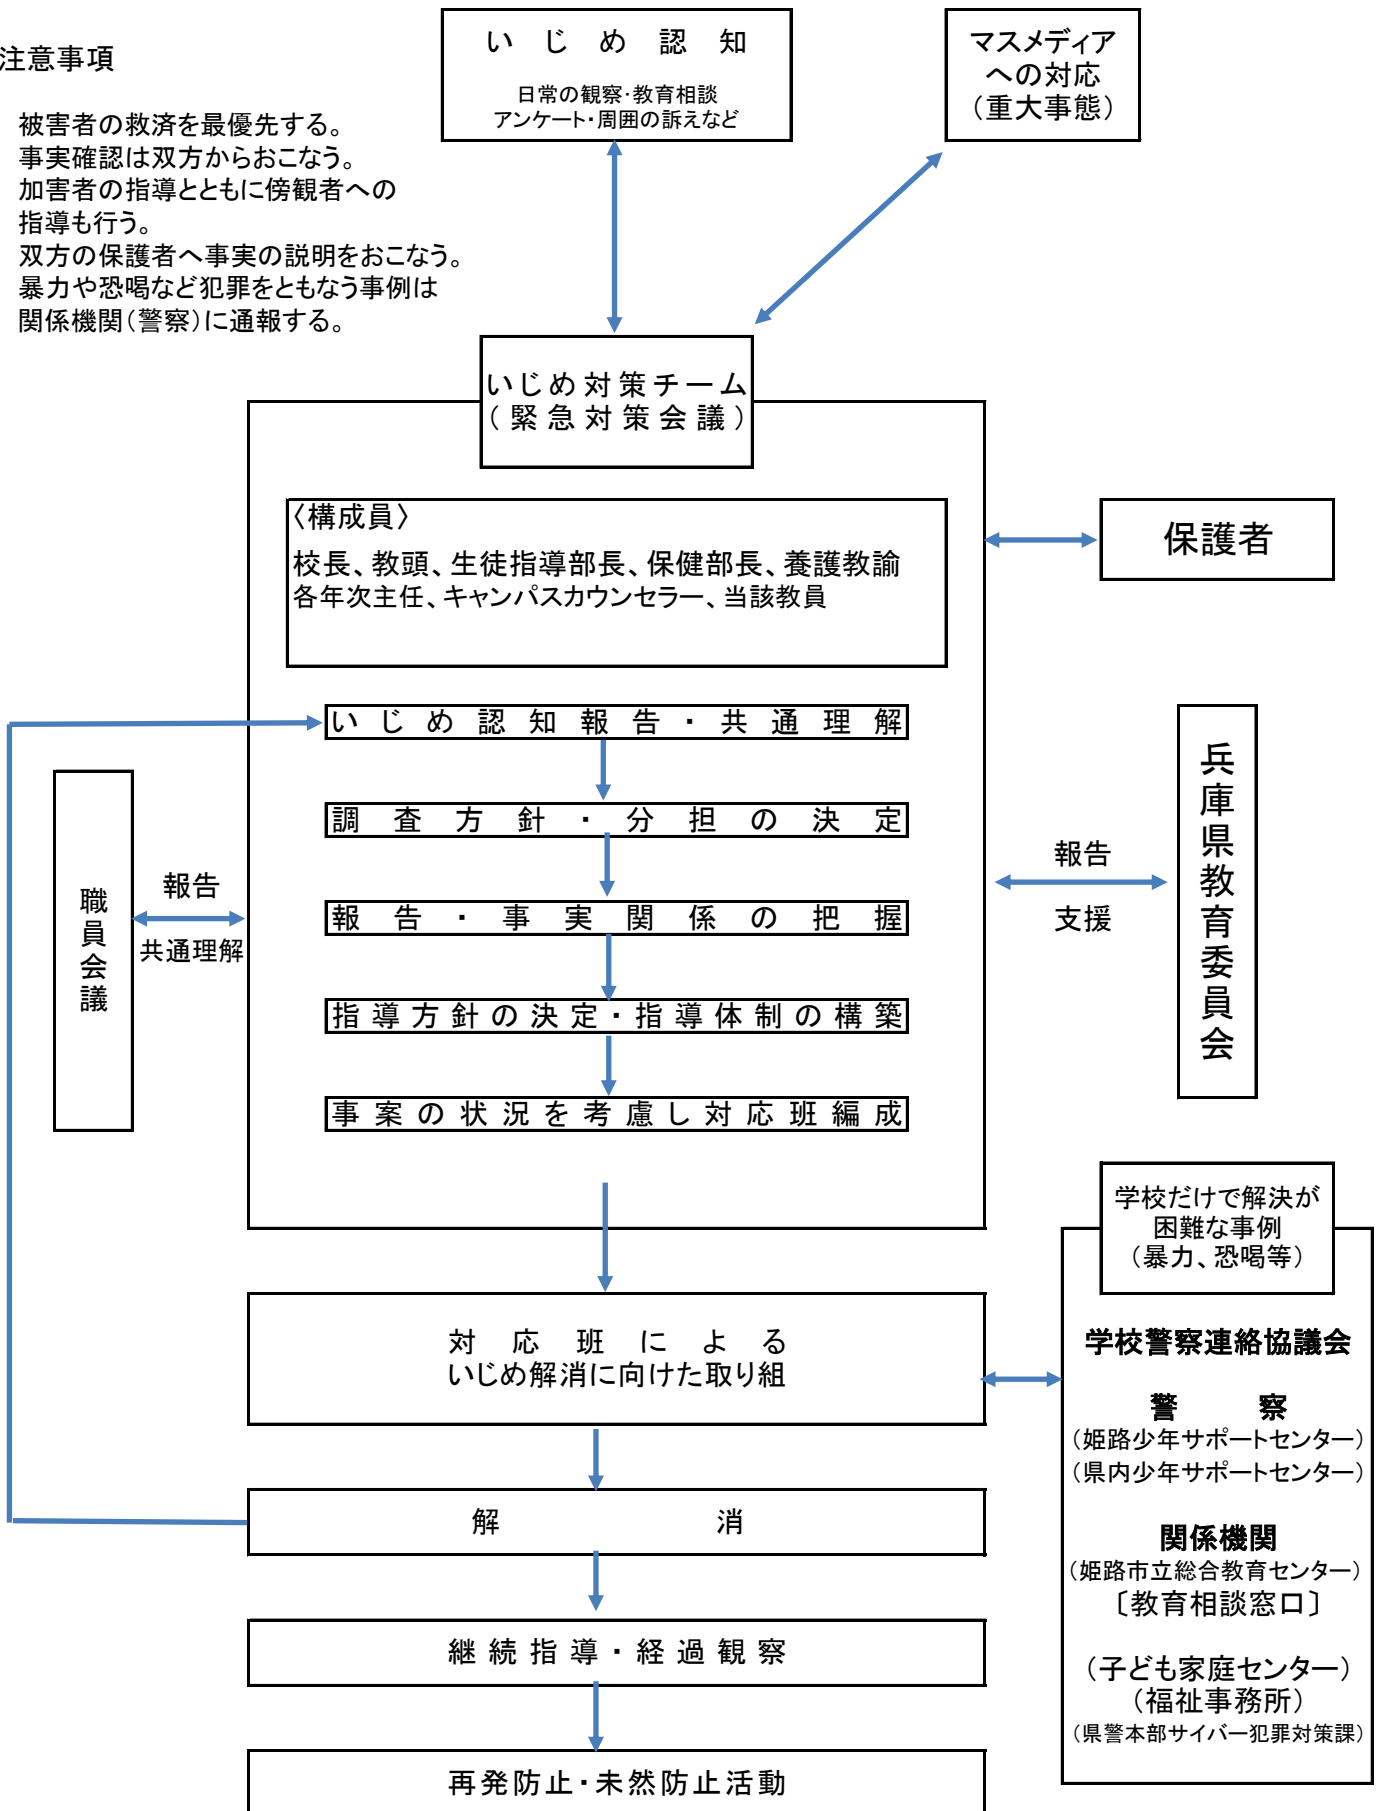 注意事項
被害者の救済を最優先する。
事実確認は双方からおこなう。
加害者の指導とともに傍観者への
指導も行う。
双方の保護者へ事実の説明をおこなう。
暴力や恐喝など犯罪をともなう事例は
関係機関（警察）に通報する。
いじめ認知
日常の観察・教育相談
アンケート・周囲の訴えなど
マスメディア
への対応
（重大事態）
いじめ対策チーム
（緊急対策会議）
〈構成員〉
校長、教頭、生徒指導部長、保健部長、養護教諭
各年次主任、キャンパスカウンセラー、当該教員
保護者
いじめ認知報告・共通理解
調査方針・分担の決定
報告・事実関係の把握
指導方針の決定・指導体制の構築
事案の状況を考慮し対応班編成
職員会議
報告
共通理解
報告
支援
兵庫県教育委員会
対応班による
いじめ解消に向けた取り組
解消
継続指導・経過観察
再発防止・未然防止活動
学校だけで解決が
困難な事例
（暴力、恐喝等）
学校警察連絡協議会
警察
（姫路少年サポートセンター）
（県内少年サポートセンター）
関係機関
（姫路市立総合教育センター）
〔教育相談窓口〕
（子ども家庭センター）
（福祉事務所）
（県警本部サイバー犯罪対策課）